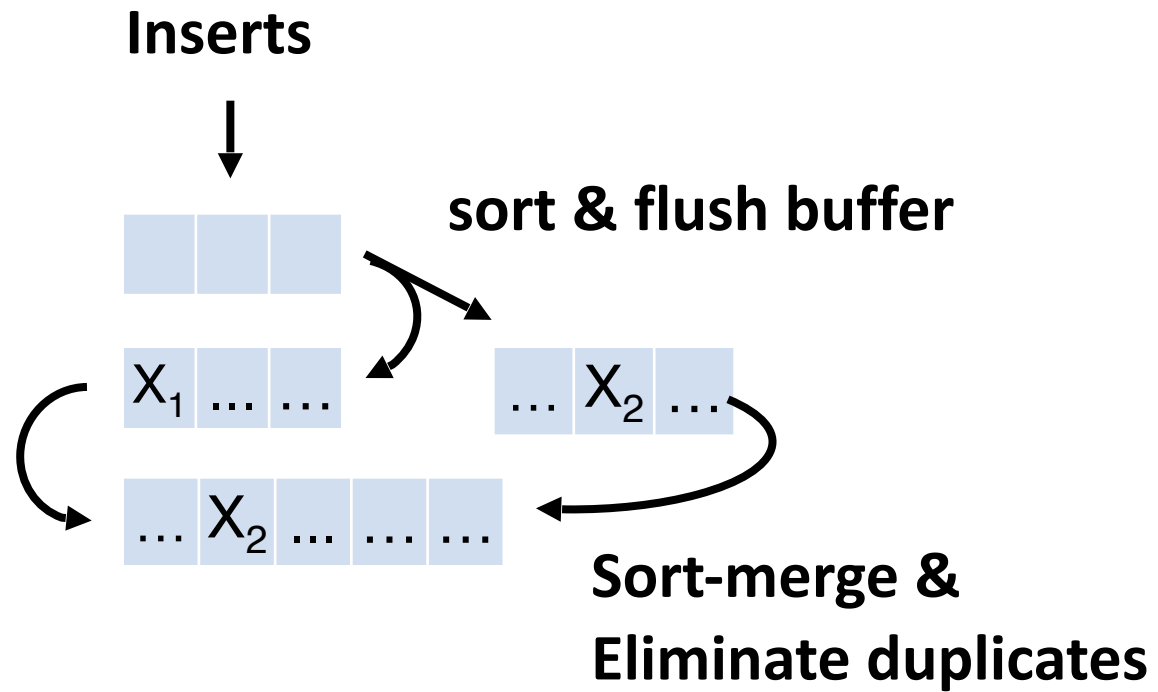 Inserts
sort & flush buffer
X₁ ... ...
... X₂ ...
... X₂ ... ... ...
Sort-merge &
Eliminate duplicates